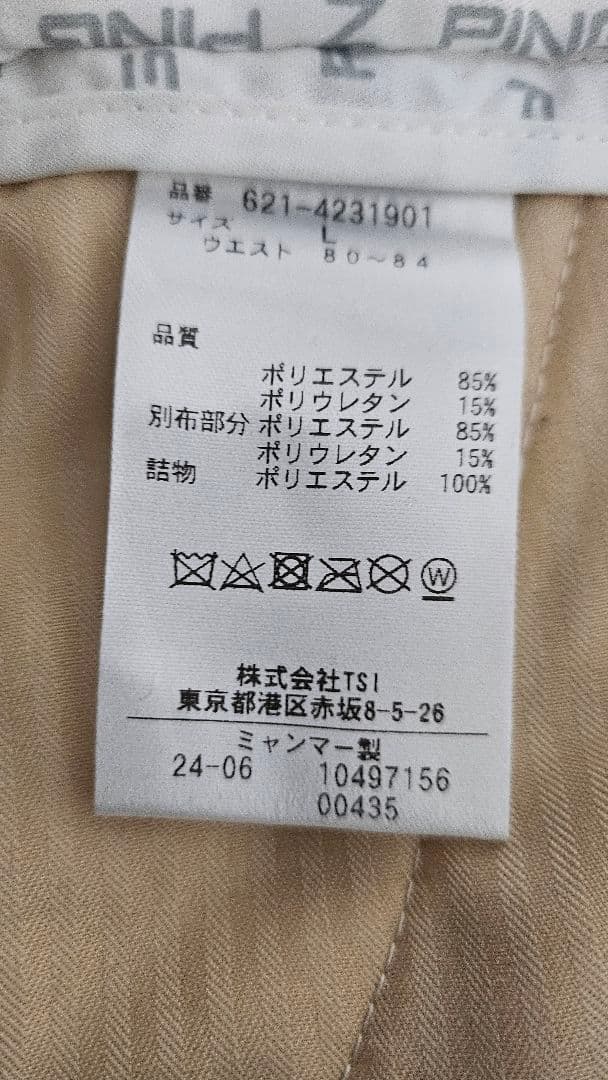 PING
PING
品番 621-4231901
サイズ L
ウエスト 80～84
品質
ポリエステル 85%
ポリウレタン 15%
別布部分 ポリエステル 85%
ポリウレタン 15%
詰物 ポリエステル 100%
W
株式会社TSI
東京都港区赤坂8-5-26
ミャンマー製
24-06 10497156
00435